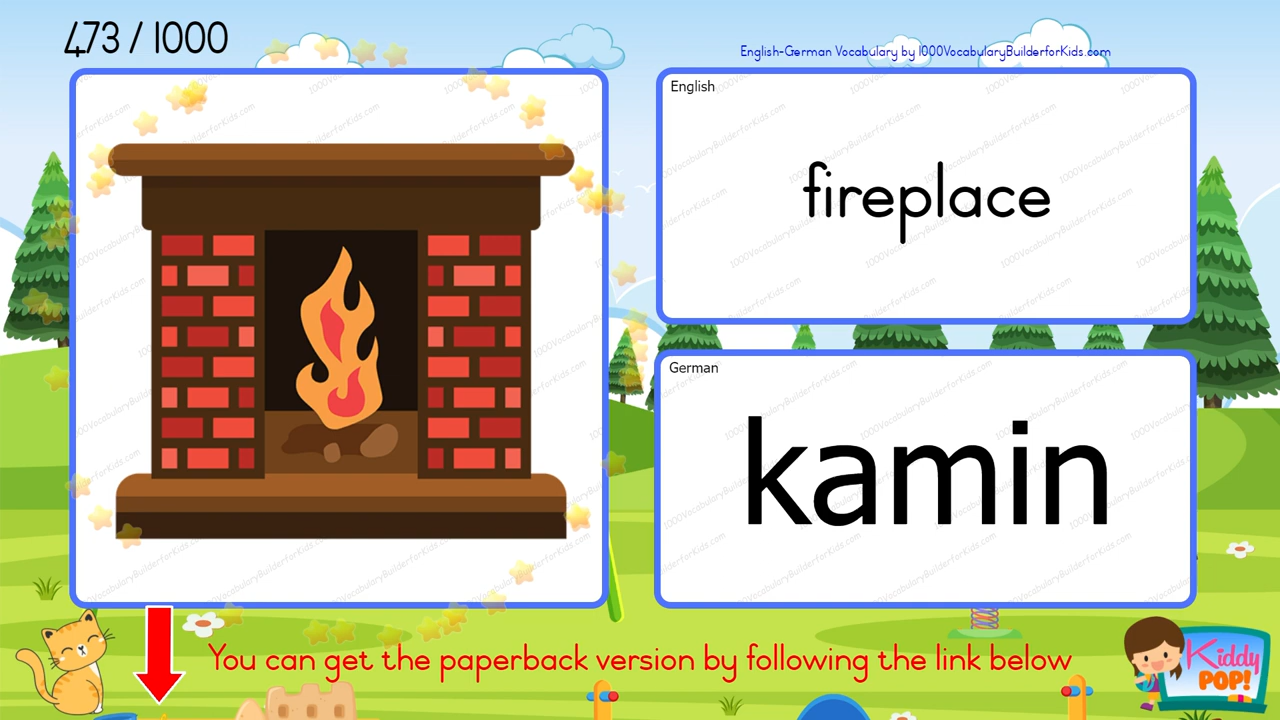 473 / 1000
English-German Vocabulary by 1000VocabularyBuilderforKids.com
English
fireplace
German
kamin
You can get the paperback version by following the link below
Kiddy
POP!